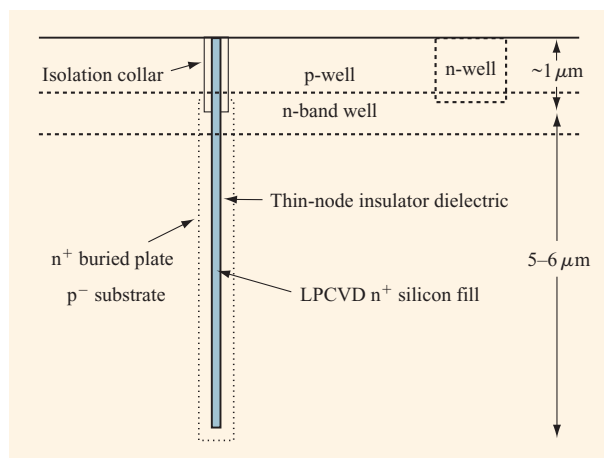 Isolation collar
p-well
n-well
~1 μm
n-band well
Thin-node insulator dielectric
n+ buried plate
5–6 μm
p− substrate
LPCVD n+ silicon fill